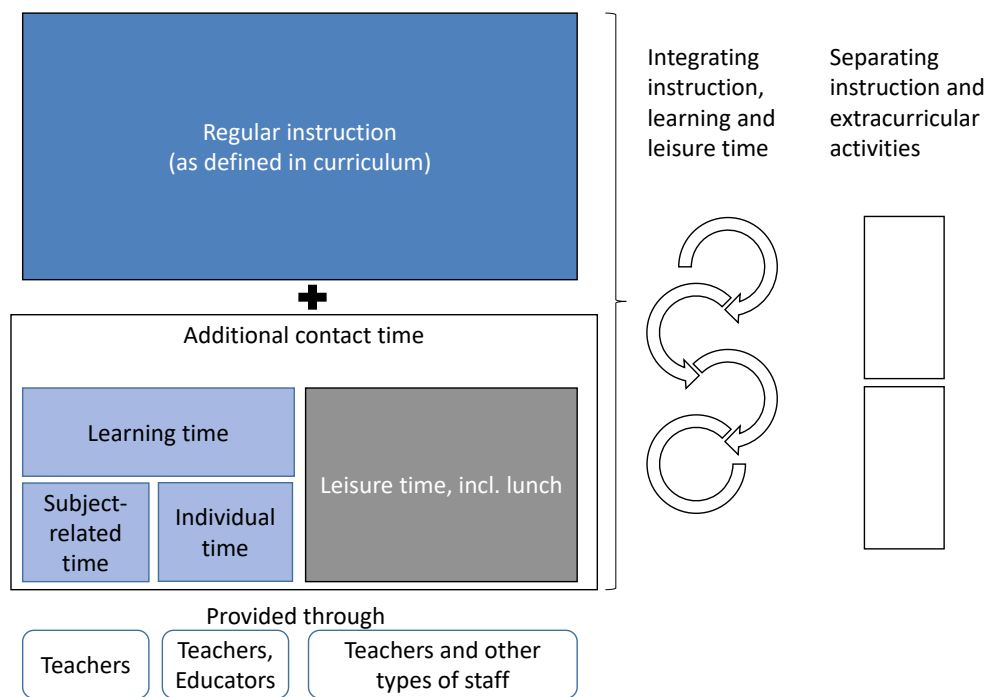 Regular instruction
(as defined in curriculum)
Integrating
instruction,
learning and
leisure time
Separating
instruction and
extracurricular
activities
Additional contact time
Learning time
Subject-
related
time
Individual
time
Leisure time, incl. lunch
Provided through
Teachers
Teachers,
Educators
Teachers and other
types of staff